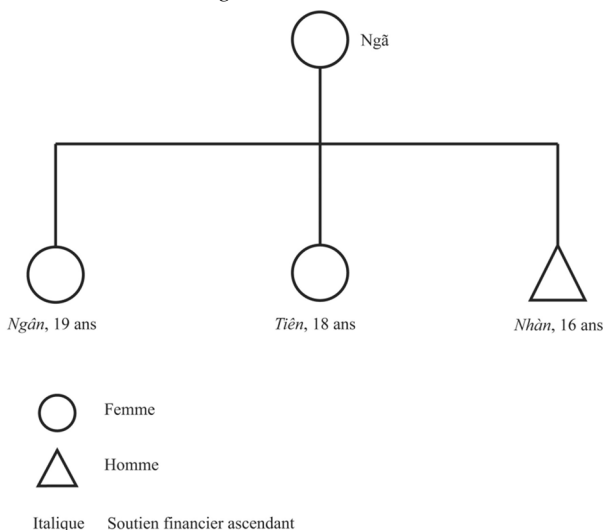 Ngã
Ngân, 19 ans
Tiên, 18 ans
Nhàn, 16 ans
Femme
Homme
Italique Soutien financier ascendant